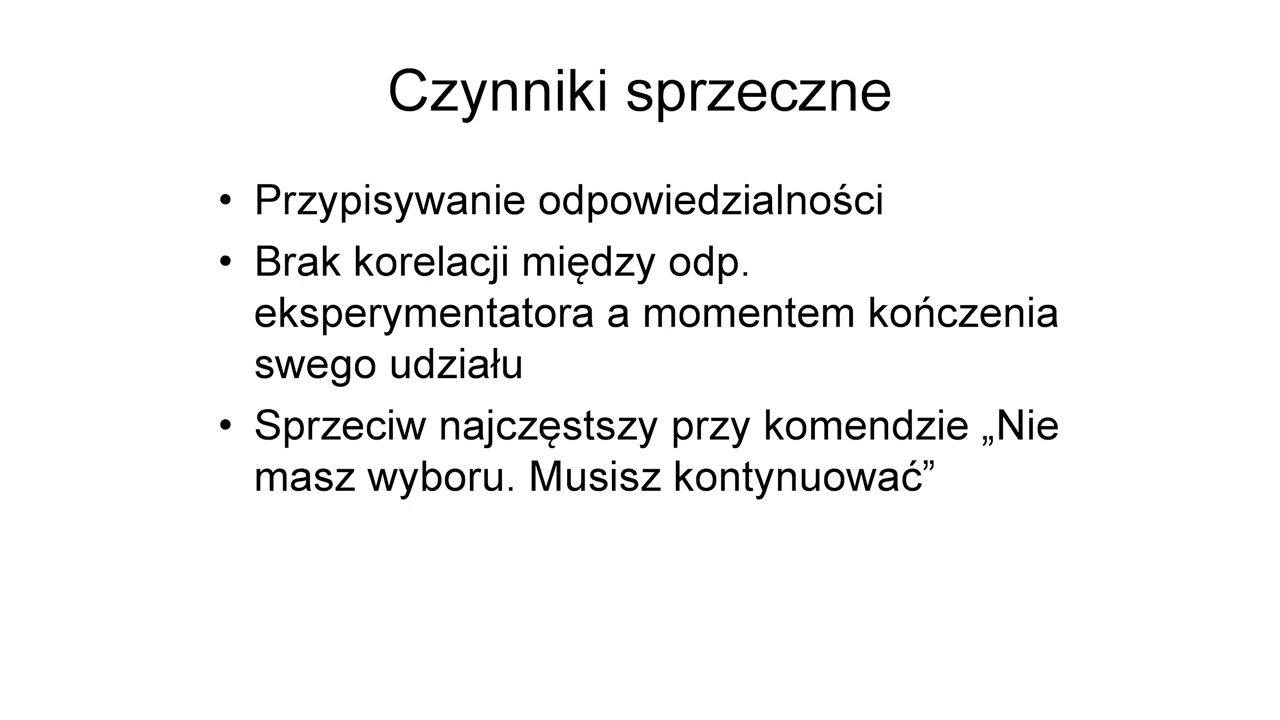 Czynniki sprzeczne
• Przypisywanie odpowiedzialności
• Brak korelacji między odp.
eksperymentatora a momentem kończenia
swego udziału
• Sprzeciw najczęstszy przy komendzie „Nie
masz wyboru. Musisz kontynuować”